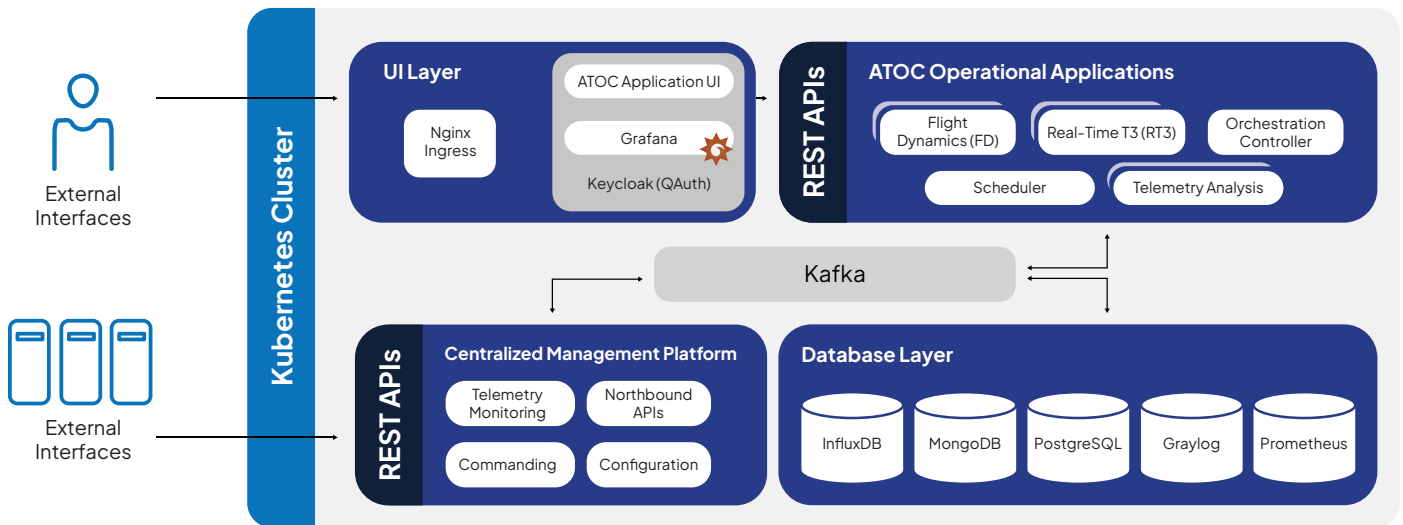 External
Interfaces
External
Interfaces
Kubernetes Cluster
UI Layer
Nginx
Ingress
ATOC Application UI
Grafana
Keycloak (QAuth)
REST APIs
ATOC Operational Applications
Flight
Dynamics (FD)
Real-Time T3 (RT3)
Orchestration
Controller
Scheduler
Telemetry Analysis
Kafka
REST APIs
Centralized Management Platform
Telemetry
Monitoring
Northbound
APIs
Commanding
Configuration
Database Layer
InfluxDB
MongoDB
PostgreSQL
Graylog
Prometheus